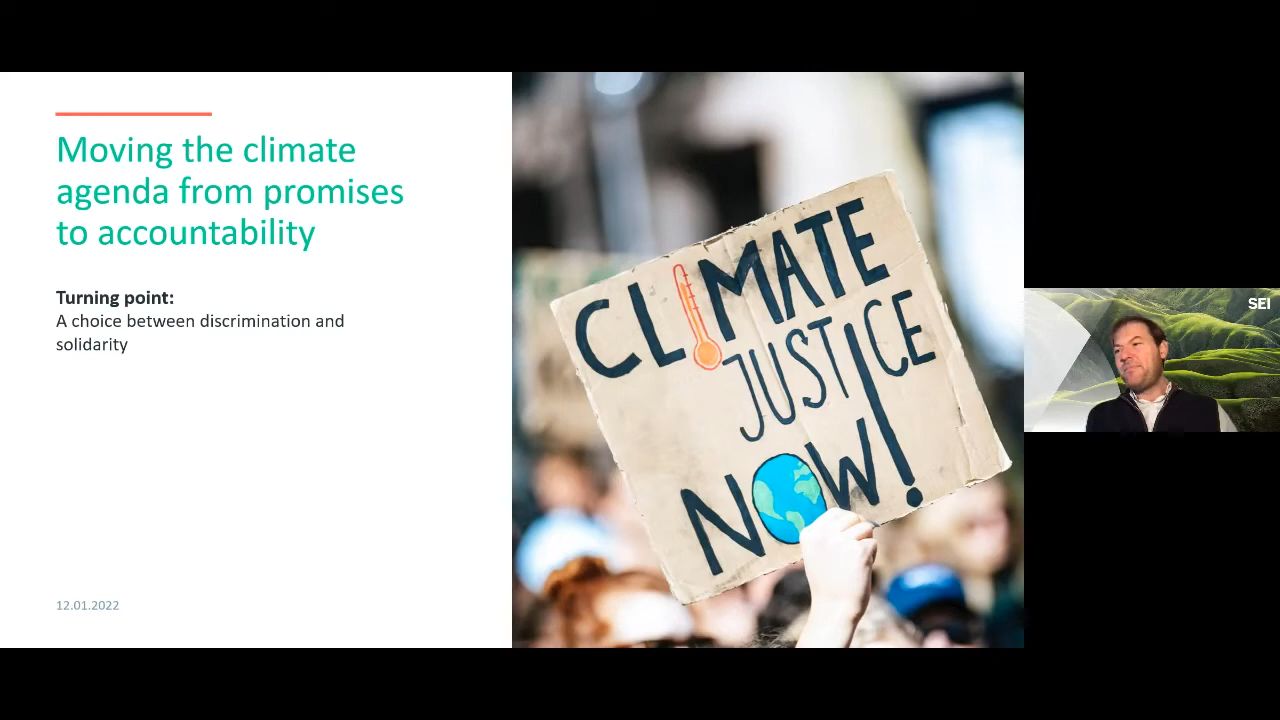 Moving the climate
agenda from promises
to accountability
Turning point:
A choice between discrimination and
solidarity
12.01.2022
CLIMATE
JUSTICE
NOW!
SEI